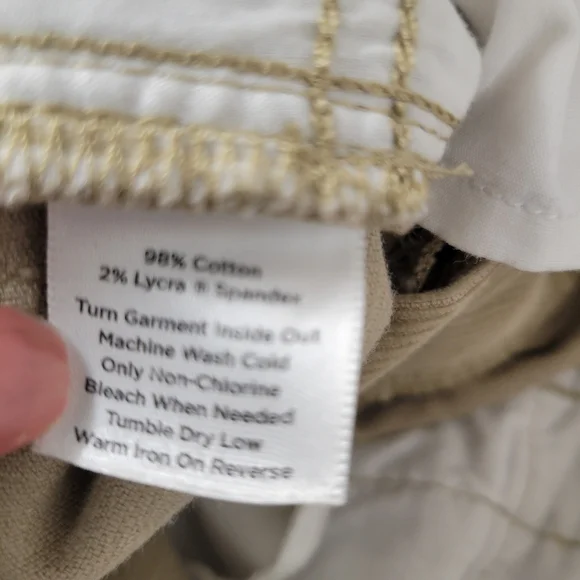 98% Cotton
2% Lycra ® Spandex
Turn Garment Inside Out
Machine Wash Cold
Only Non-Chlorine
Bleach When Needed
Tumble Dry Low
Warm Iron On Reverse